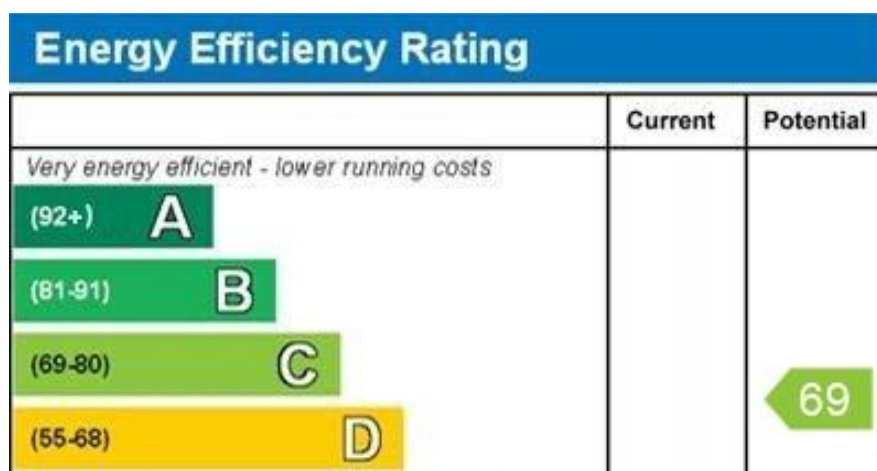 Energy Efficiency Rating
Current Potential
Very energy efficient - lower running costs
(92+) A
(81-91) B
(69-80) C
69
(55-68) D